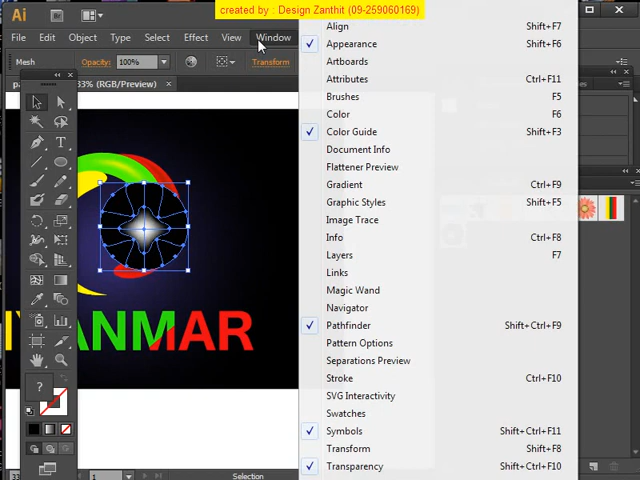 created by : Design Zanthit (09-259060169)
Ai
File Edit Object Type Select Effect View Window
Mesh Opacity: 100% Transform
33% (RGB/Preview)
Align Shift+F7
Appearance Shift+F6
Artboards
Attributes Ctrl+F11
Brushes F5
Color F6
Color Guide Shift+F3
Document Info
Flattener Preview
Gradient Ctrl+F9
Graphic Styles Shift+F5
Image Trace
Info Ctrl+F8
Layers F7
Links
Magic Wand
Navigator
Pathfinder Shift+Ctrl+F9
Pattern Options
Separations Preview
Stroke Ctrl+F10
SVG Interactivity
Swatches
Symbols Shift+Ctrl+F11
Transform Shift+F8
Transparency Shift+Ctrl+F10
YANMAR
?
1
Selection